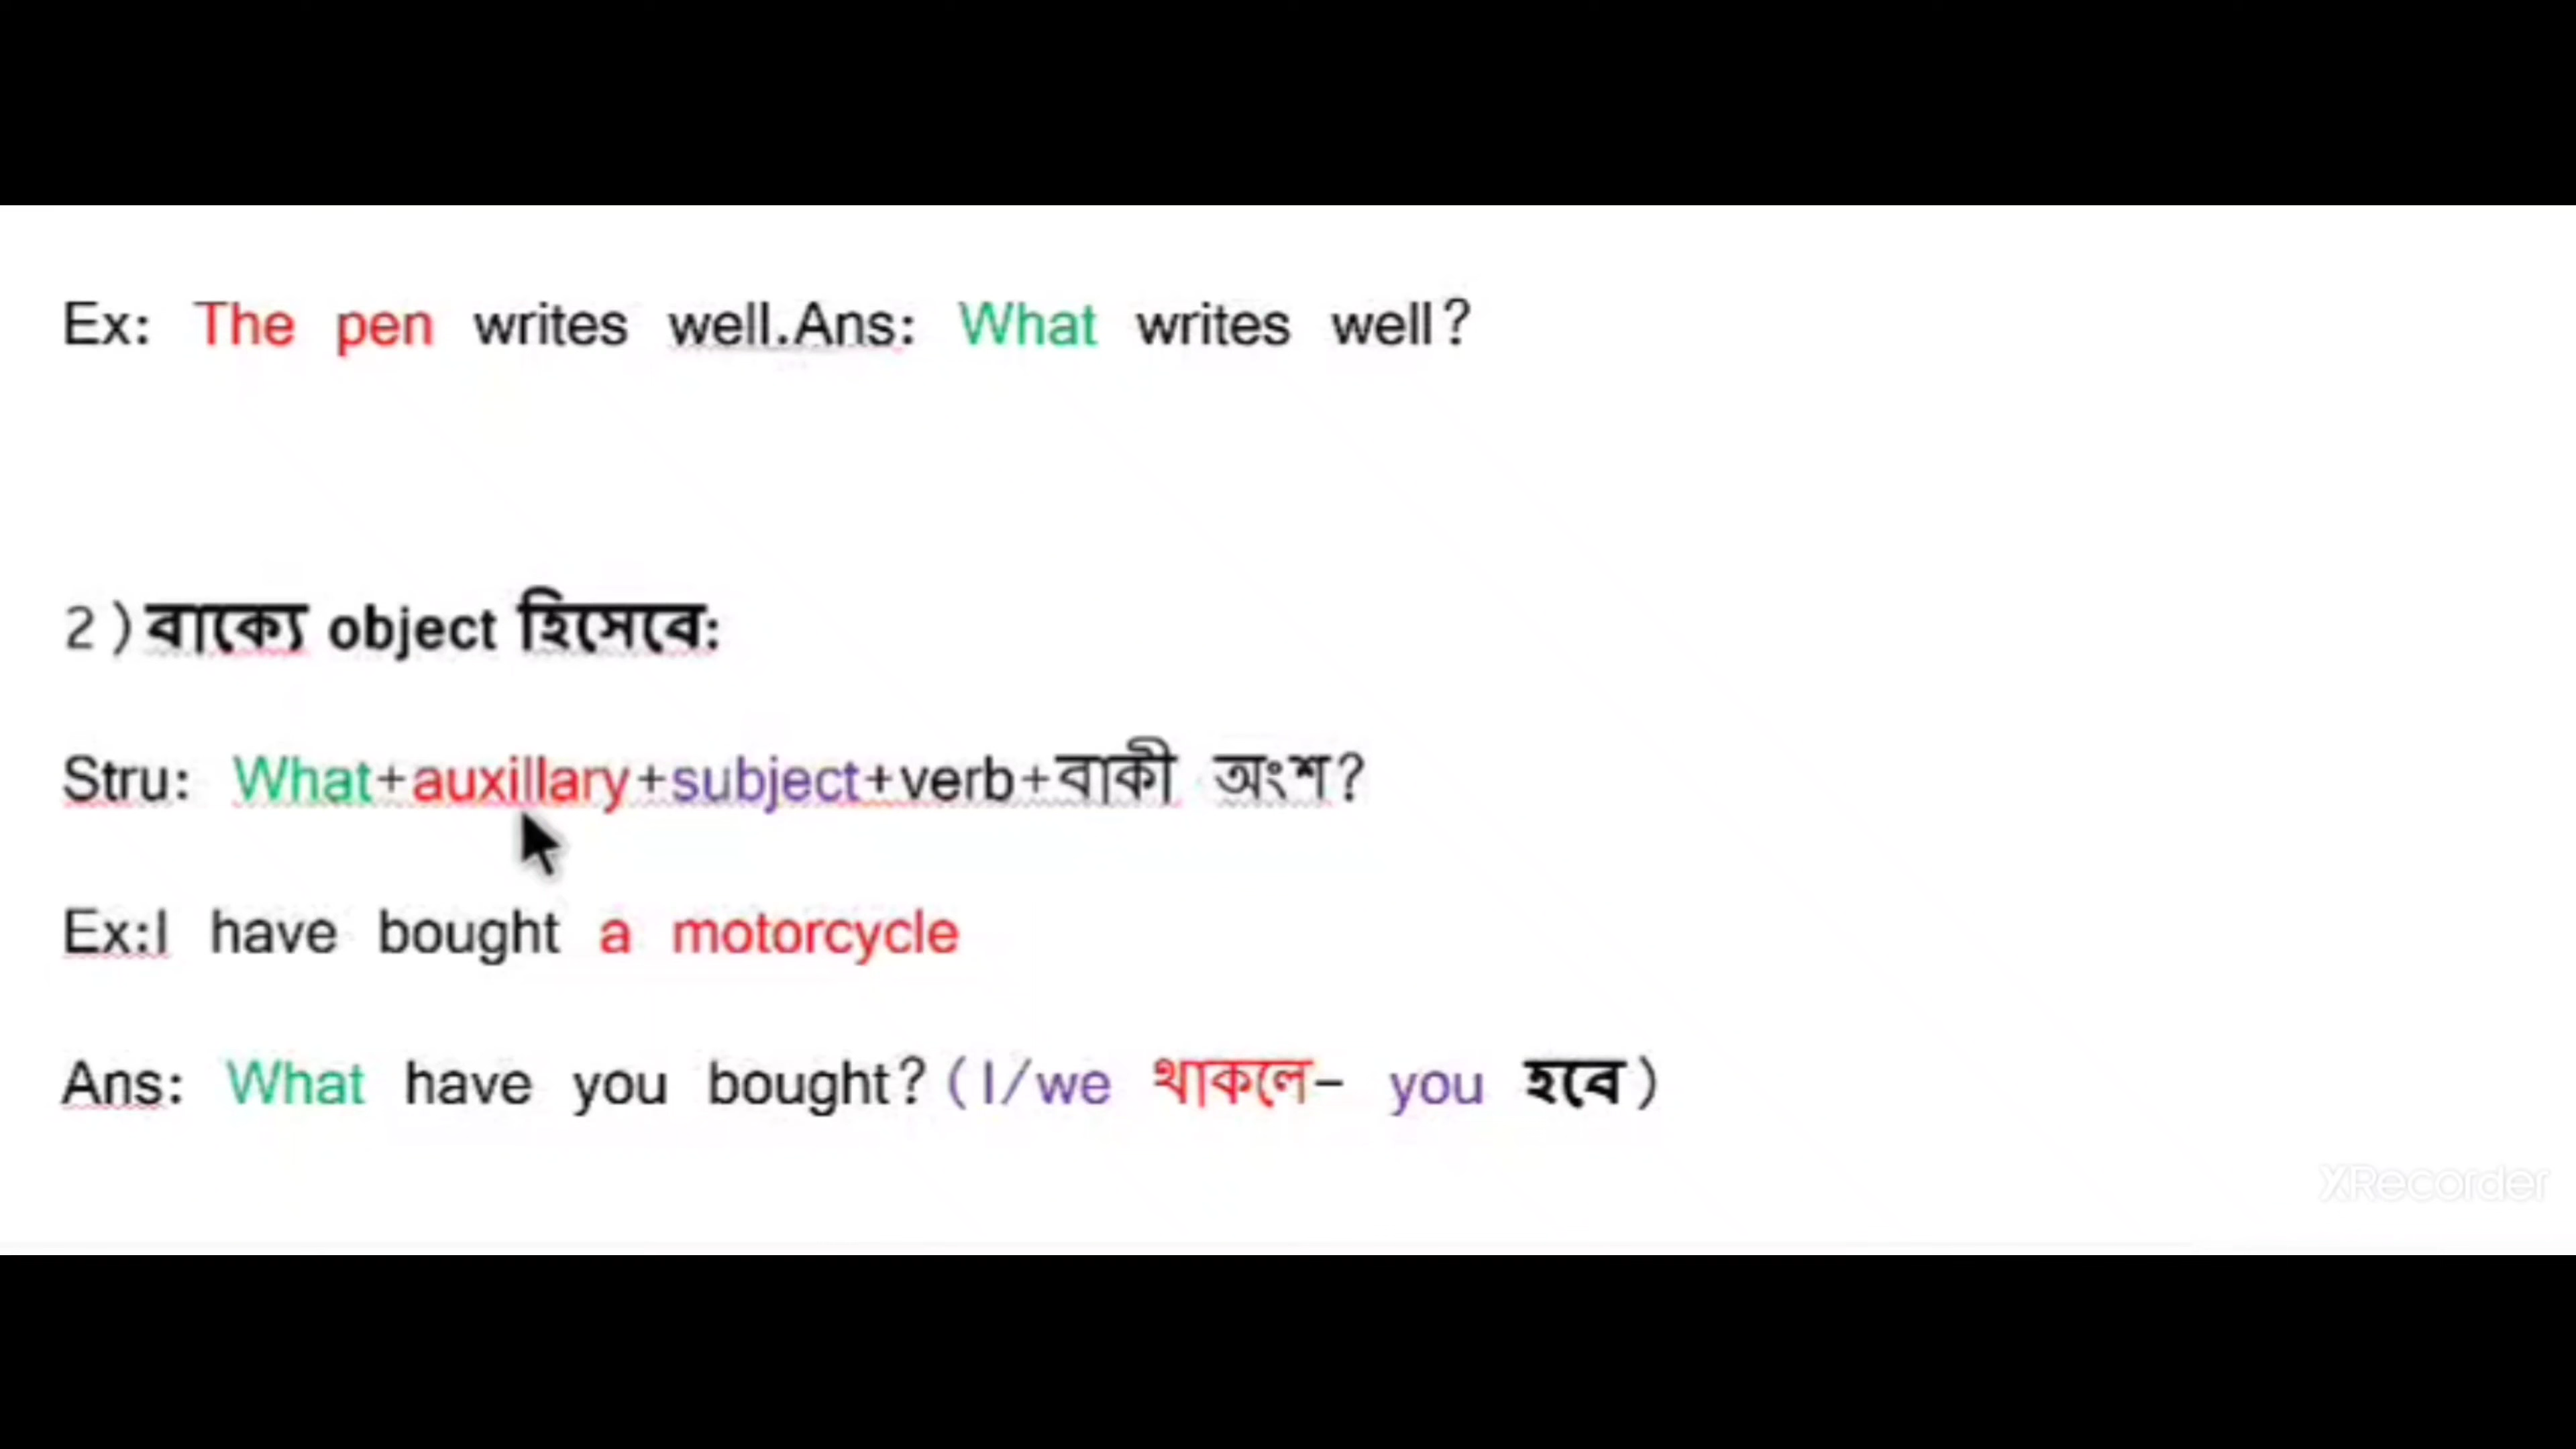 Ex: The pen writes well.Ans: What writes well?
2)বাক্যে object হিসেবে:
Stru: What+auxillary+subject+verb+বাকী অংশ?
Ex:I have bought a motorcycle
Ans: What have you bought?(I/we থাকলে- you হবে)
XRecorder